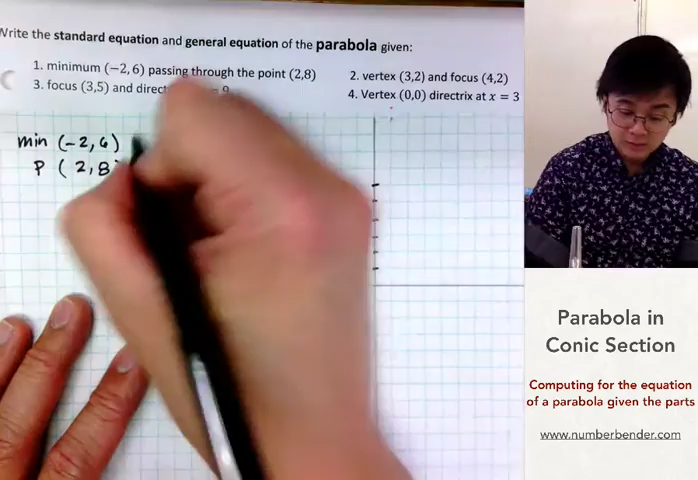 Write the standard equation and general equation of the parabola given:
1. minimum (−2,6) passing through the point (2,8)
2. vertex (3,2) and focus (4,2)
3. focus (3,5) and
4. Vertex (0,0) directrix at x = 3
min (-2,6)
P (2,8)
Parabola in
Conic Section
Computing for the equation
of a parabola given the parts
www.numberbender.com